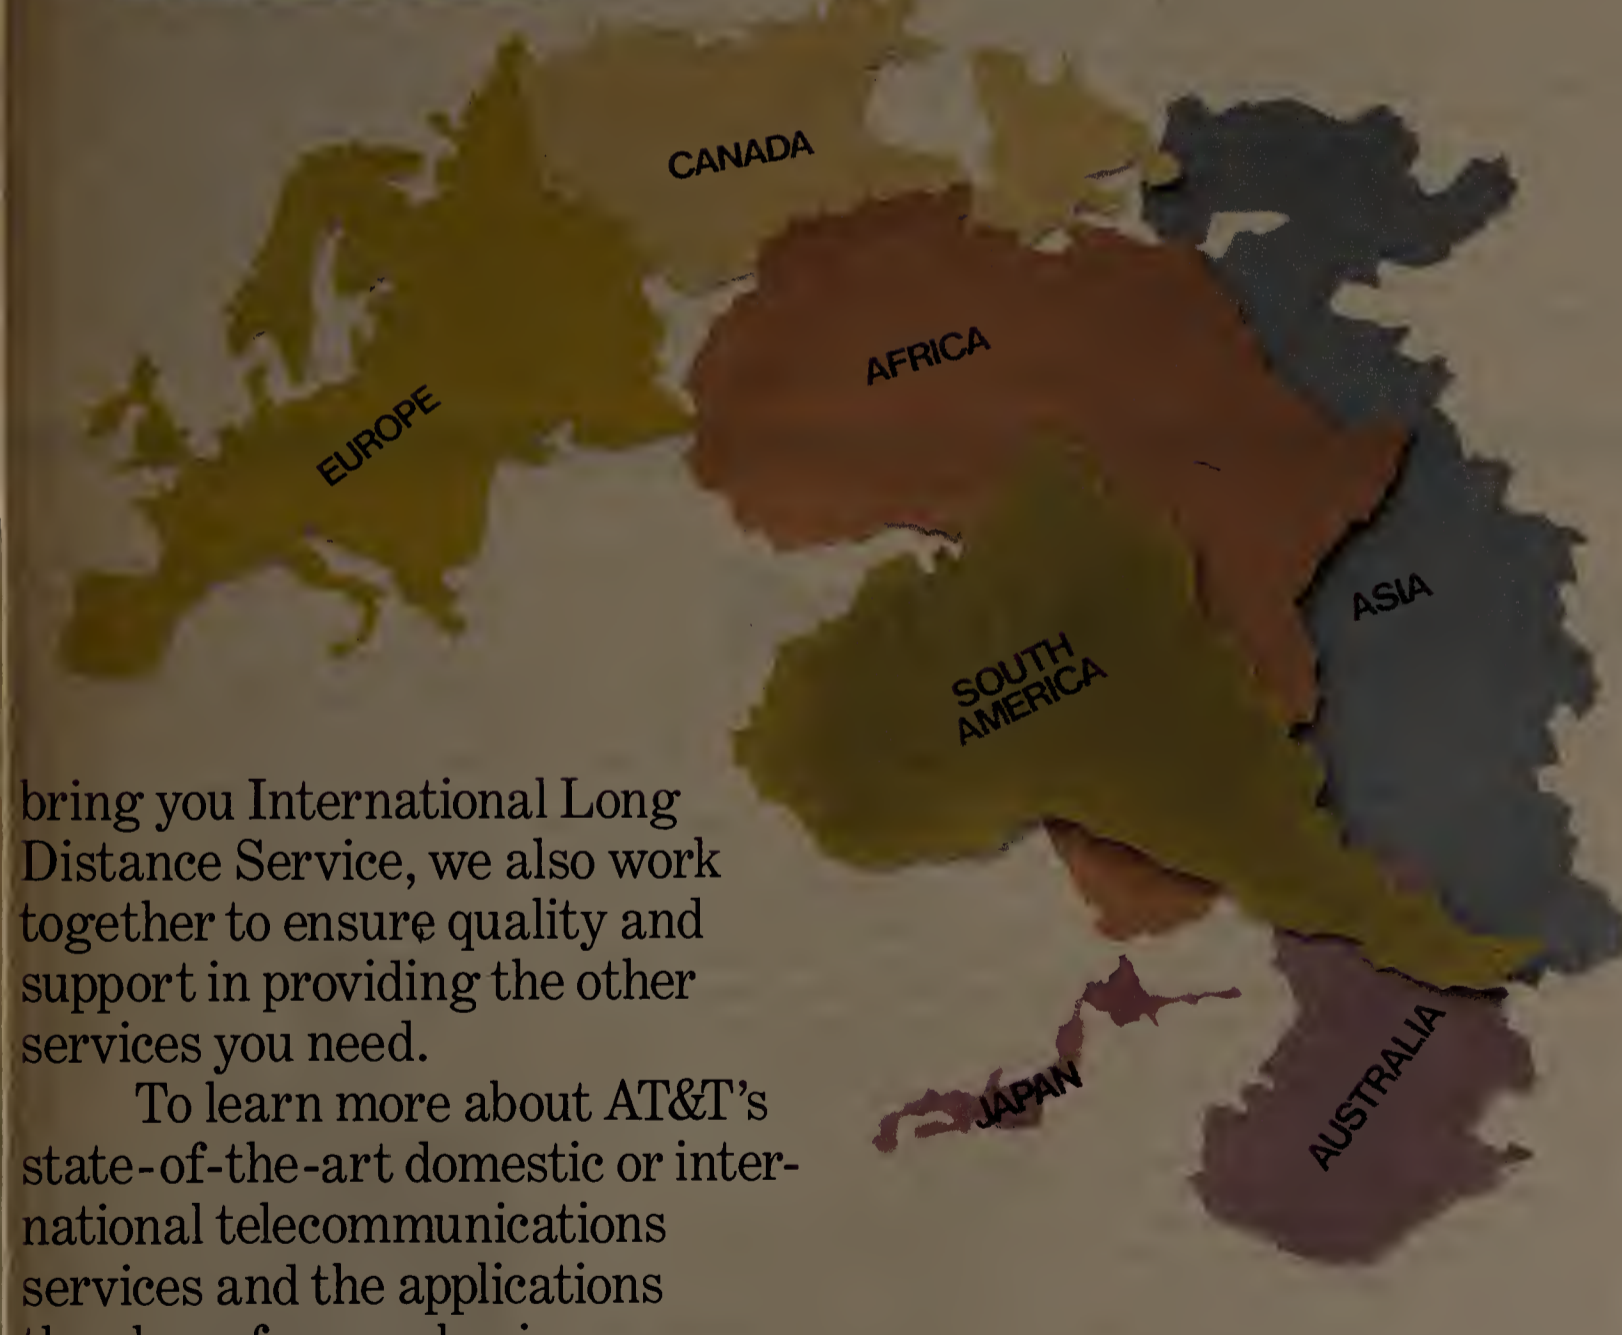 CANADA
AFRICA
EUROPE
ASIA
SOUTH
AMERICA
JAPAN
AUSTRALIA
bring you International Long
Distance Service, we also work
together to ensure quality and
support in providing the other
services you need.
To learn more about AT&T's
state-of-the-art domestic or inter-
national telecommunications
services and the applications